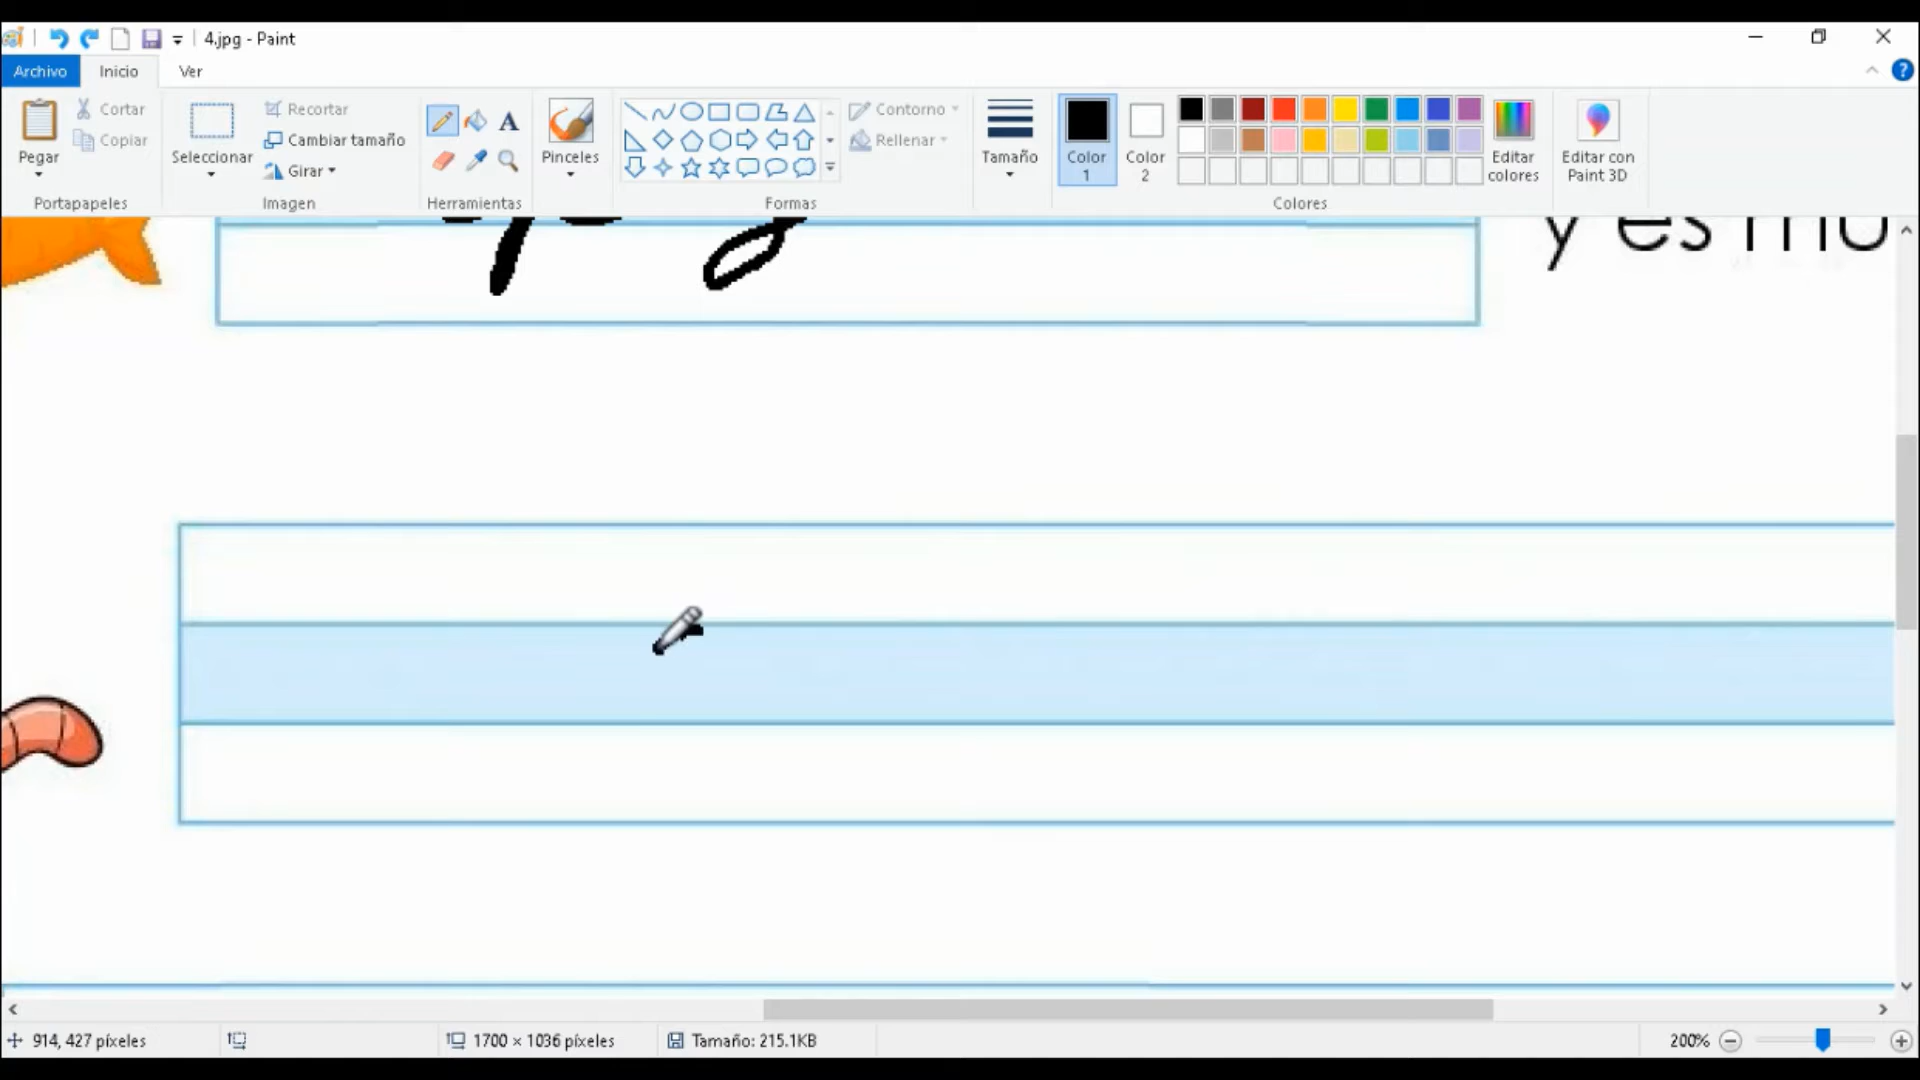 4.jpg - Paint
Archivo Inicio Ver
Pegar
Cortar
Copiar
Portapapeles
Seleccionar
Recortar
Cambiar tamaño
Girar
Imagen
A
Herramientas
Pinceles
Contorno
Rellenar
Formas
Tamaño
Color 1
Color 2
Editar colores
Colores
Editar con Paint 3D
y es mu
914, 427 píxeles
1700 × 1036 píxeles
Tamaño: 215.1KB
200%